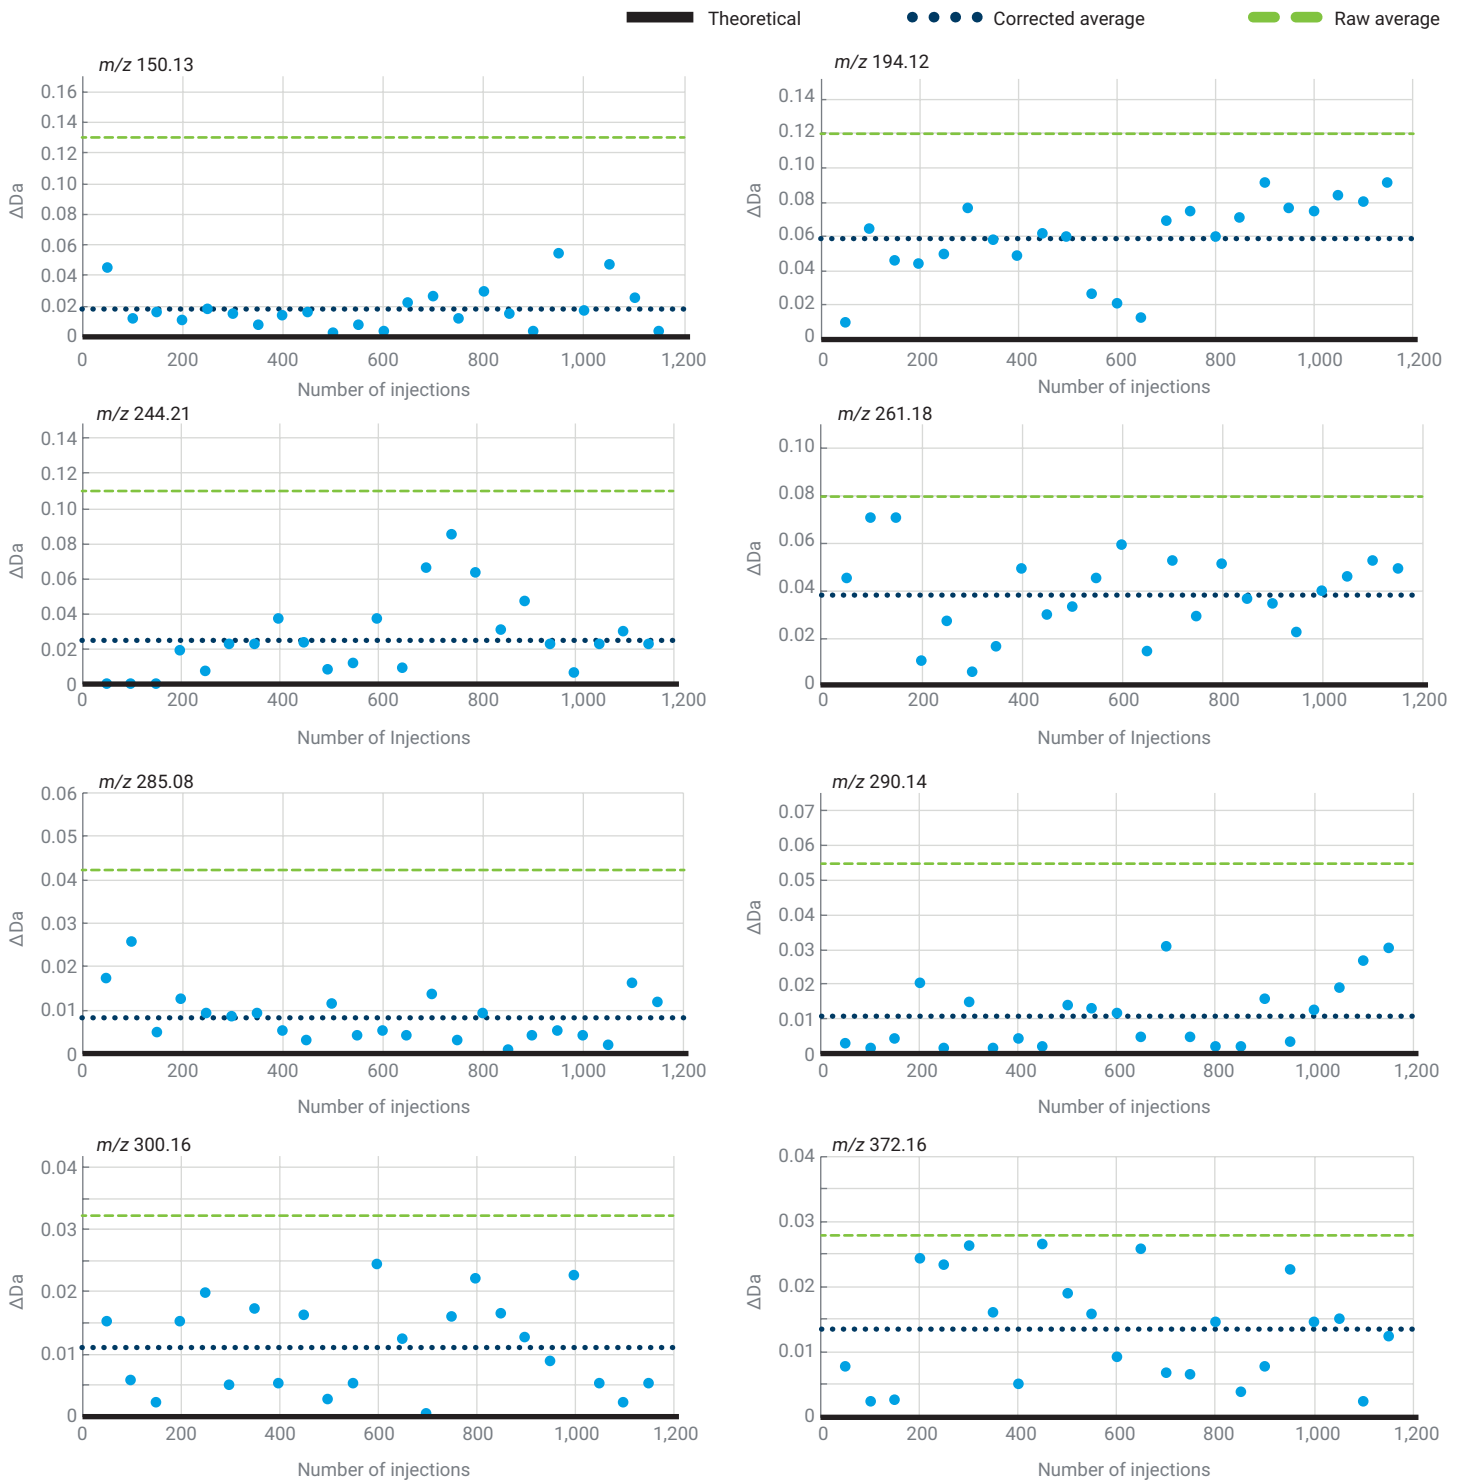 Theoretical Corrected average Raw average
m/z 150.13
ΔDa
0.16
0.14
0.12
0.10
0.08
0.06
0.04
0.02
0
0 200 400 600 800 1,000 1,200
Number of injections
m/z 194.12
ΔDa
0.14
0.12
0.10
0.08
0.06
0.04
0.02
0
0 200 400 600 800 1,000 1,200
Number of injections
m/z 244.21
ΔDa
0.14
0.12
0.10
0.08
0.06
0.04
0.02
0
0 200 400 600 800 1,000 1,200
Number of Injections
m/z 261.18
ΔDa
0.10
0.08
0.06
0.04
0.02
0
0 200 400 600 800 1,000 1,200
Number of Injections
m/z 285.08
ΔDa
0.06
0.05
0.04
0.03
0.02
0.01
0
0 200 400 600 800 1,000 1,200
Number of injections
m/z 290.14
ΔDa
0.07
0.06
0.05
0.04
0.03
0.02
0.01
0
0 200 400 600 800 1,000 1,200
Number of injections
m/z 300.16
ΔDa
0.04
0.03
0.02
0.01
0
0 200 400 600 800 1,000 1,200
Number of injections
m/z 372.16
ΔDa
0.04
0.03
0.02
0.01
0
0 200 400 600 800 1,000 1,200
Number of injections